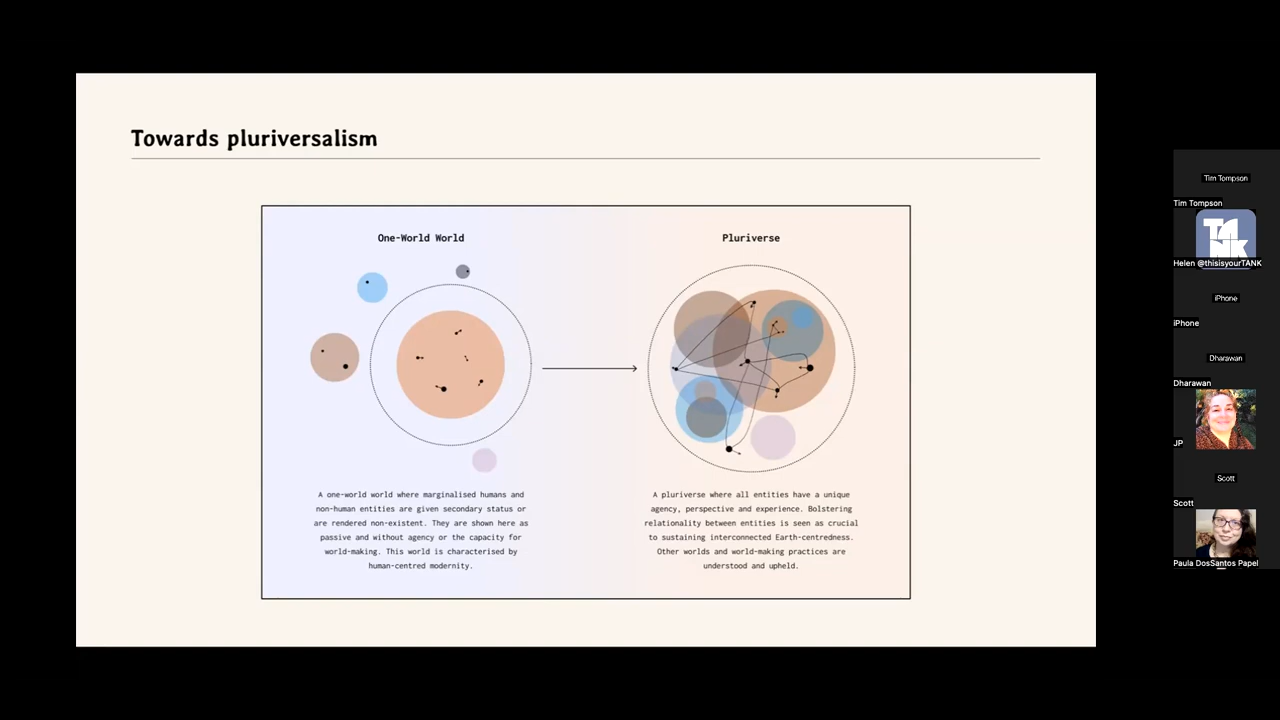 Towards pluriversalism
One-World World
A one-world world where marginalised humans and
non-human entities are given secondary status or
are rendered non-existent. They are shown here as
passive and without agency or the capacity for
world-making. This world is characterised by
human-centred modernity.
Pluriverse
A pluriverse where all entities have a unique
agency, perspective and experience. Bolstering
relationality between entities is seen as crucial
to sustaining interconnected Earth-centredness.
Other worlds and world-making practices are
understood and upheld.
Tim Tompson
Tim Tompson
TANK
Helen @thisisyourTANK
iPhone
iPhone
Dharawan
Dharawan
JP
Scott
Scott
Paula DosSantos Papel